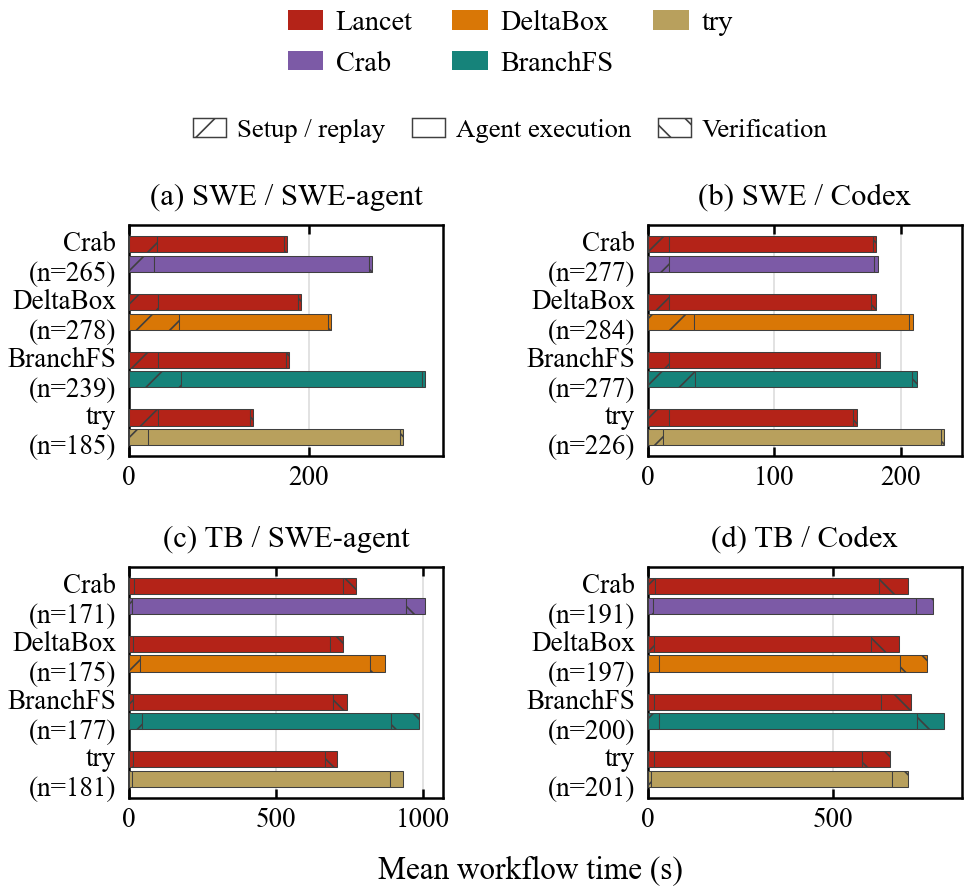 Lancet DeltaBox try
Crab BranchFS
Setup / replay Agent execution Verification
(a) SWE / SWE-agent
Crab
(n=265)
DeltaBox
(n=278)
BranchFS
(n=239)
try
(n=185)
0 200
(b) SWE / Codex
Crab
(n=277)
DeltaBox
(n=284)
BranchFS
(n=277)
try
(n=226)
0 100 200
(c) TB / SWE-agent
Crab
(n=171)
DeltaBox
(n=175)
BranchFS
(n=177)
try
(n=181)
0 500 1000
(d) TB / Codex
Crab
(n=191)
DeltaBox
(n=197)
BranchFS
(n=200)
try
(n=201)
0 500
Mean workflow time (s)